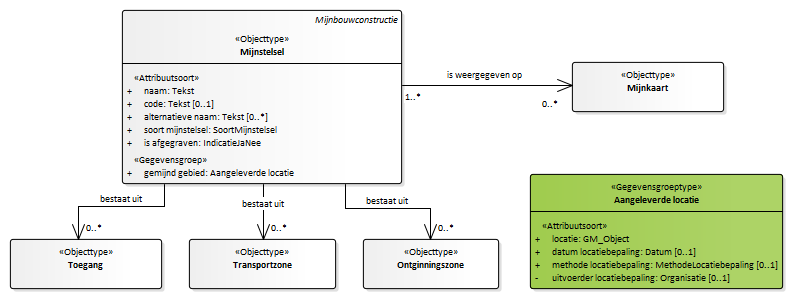 Mijnbouwconstructie
«Objecttype»
Mijnstelsel
«Attribuutsoort»
+ naam: Tekst
+ code: Tekst [0..1]
+ alternatieve naam: Tekst [0..*]
+ soort mijnstelsel: SoortMijnstelsel
+ is afgegraven: IndicatieJaNee
«Gegevensgroep»
+ gemijnd gebied: Aangeleverde locatie
is weergegeven op
1..*
0..*
«Objecttype»
Mijnkaart
bestaat uit
bestaat uit
bestaat uit
/0..*
/0..*
/0..*
«Objecttype»
Toegang
«Objecttype»
Transportzone
«Objecttype»
Ontginningszone
«Gegevensgroeptype»
Aangeleverde locatie
«Attribuutsoort»
+ locatie: GM_Object
+ datum locatiebepaling: Datum [0..1]
+ methode locatiebepaling: MethodeLocatiebepaling [0..1]
- uitvoerder locatiebepaling: Organisatie [0..1]